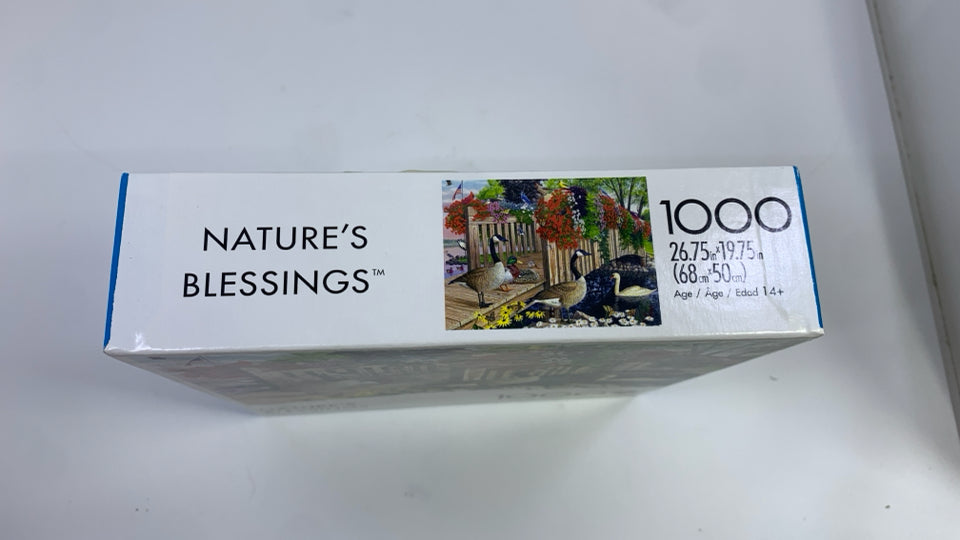 NATURE'S
BLESSINGS™
1000
26.75in x 19.75in
(68cm x 50cm)
Age / Âge / Edad 14+